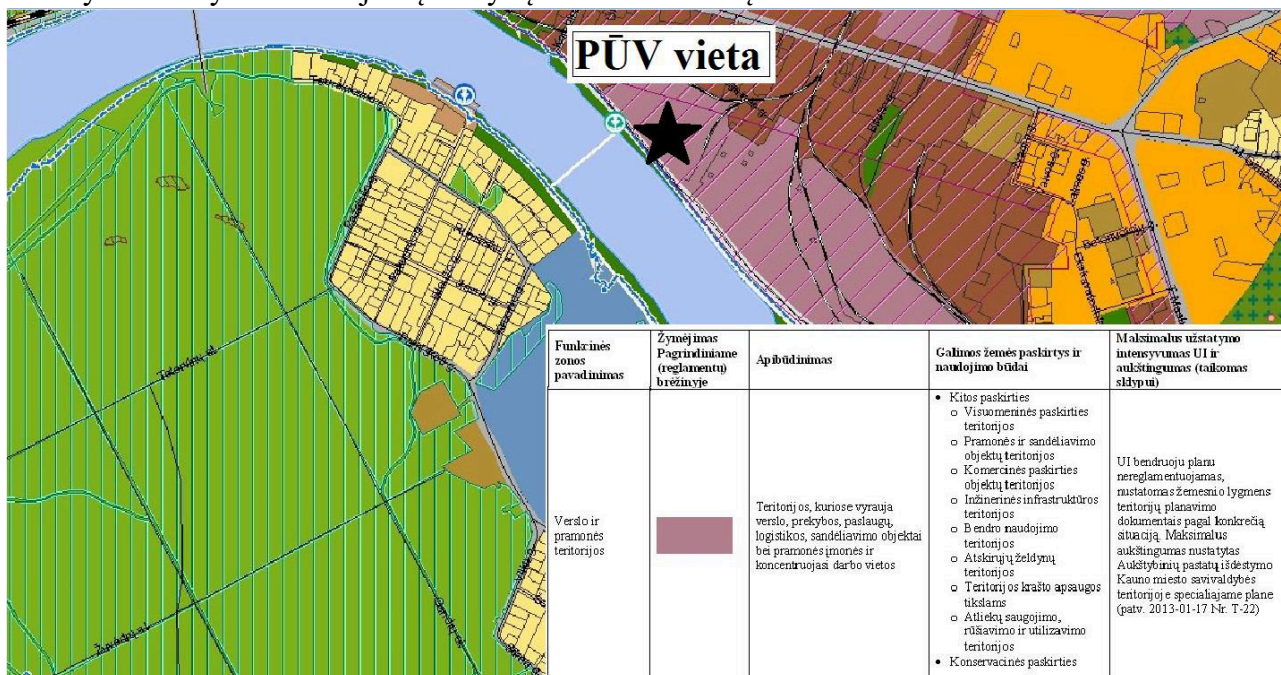 PŪV vieta
Funkcinės
zonos
pavadinimas
Žymėjimas
Pagrindiniame
(reglamentų)
brėžinyje
Apibūdinimas
Galimos žemės paskirtys ir
naudojimo būdai
Maksimalus užstatymo
intensyvumas UI ir
aukštingumas (taikomas
sklypui)
Verslo ir
pramonės
teritorijos
Teritorijos, kuriose vyrauja
verslo, prekybos, paslaugų,
logistikos, sandėliavimo objektai
bei pramonės įmonės ir
koncentruojasi darbo vietos
• Kitos paskirties
o Visuomeninės paskirties
teritorijos
o Pramonės ir sandėliavimo
objektų teritorijos
o Komercinės paskirties
objektų teritorijos
o Inžinerinės infrastruktūros
teritorijos
o Bendro naudojimo
teritorijos
o Atskirųjų želdynų
teritorijos
o Teritorijos krašto apsaugos
tikslams
o Atliekų saugojimo,
rūšiavimo ir utilizavimo
teritorijos
• Konservacinės paskirties
UI bendruoju planu
nereglamentuojamas,
nustatomas žemesnio lygmens
teritorijų planavimo
dokumentais pagal konkrečią
situaciją. Maksimalus
aukštingumas nustatytas
Aukštybinių pastatų išdėstymo
Kauno miesto savivaldybės
teritorijoje specialiajame plane
(patv. 2013-01-17 Nr. T-22)